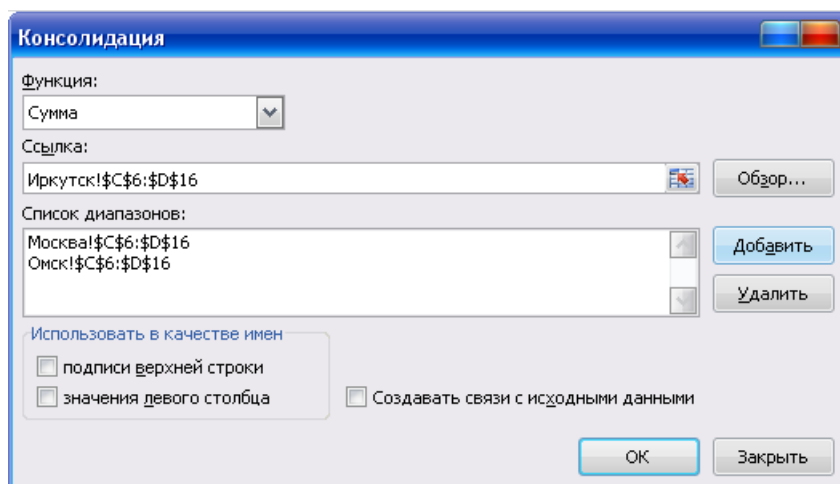 Консолидация
Функция:
Сумма
Ссылка:
Иркутск!$C$6:$D$16
Обзор...
Список диапазонов:
Москва!$C$6:$D$16
Омск!$C$6:$D$16
Добавить
Удалить
Использовать в качестве имен
подписи верхней строки
значения левого столбца
Создавать связи с исходными данными
ОК
Закрыть